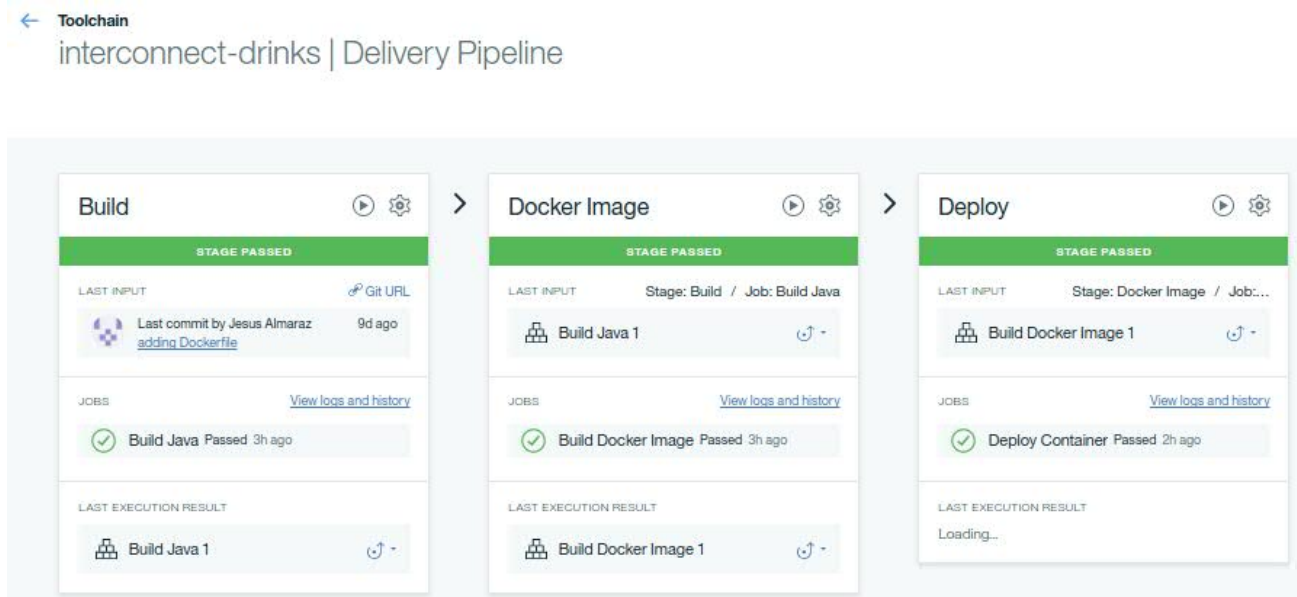 Toolchain
interconnect-drinks | Delivery Pipeline
Build
STAGE PASSED
LAST INPUT Git URL
Last commit by Jesus Almaraz 9d ago
adding Dockerfile
JOBS View logs and history
Build Java Passed 3h ago
LAST EXECUTION RESULT
Build Java 1
Docker Image
STAGE PASSED
LAST INPUT Stage: Build / Job: Build Java
Build Java 1
JOBS View logs and history
Build Docker Image Passed 3h ago
LAST EXECUTION RESULT
Build Docker Image 1
Deploy
STAGE PASSED
LAST INPUT Stage: Docker Image / Job:...
Build Docker Image 1
JOBS View logs and history
Deploy Container Passed 2h ago
LAST EXECUTION RESULT
Loading...